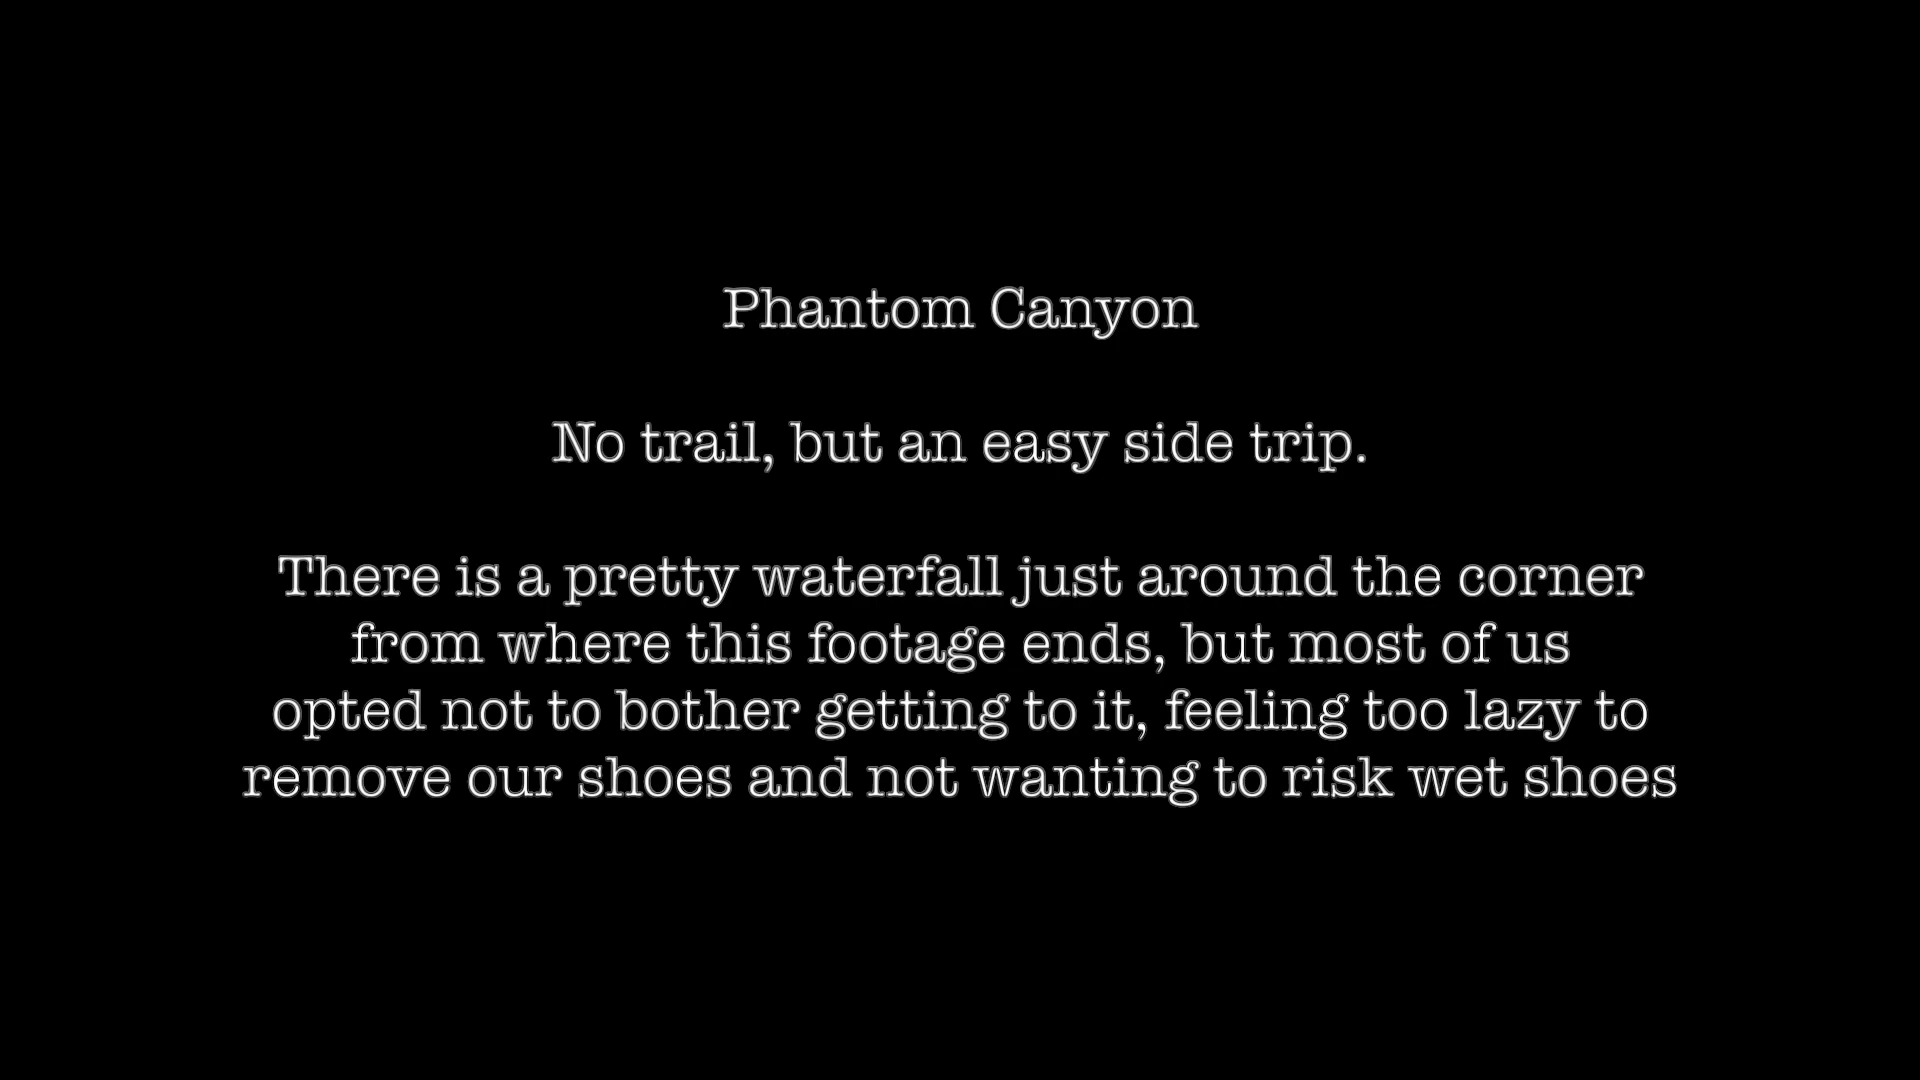 Phantom Canyon
No trail, but an easy side trip.
There is a pretty waterfall just around the corner
from where this footage ends, but most of us
opted not to bother getting to it, feeling too lazy to
remove our shoes and not wanting to risk wet shoes